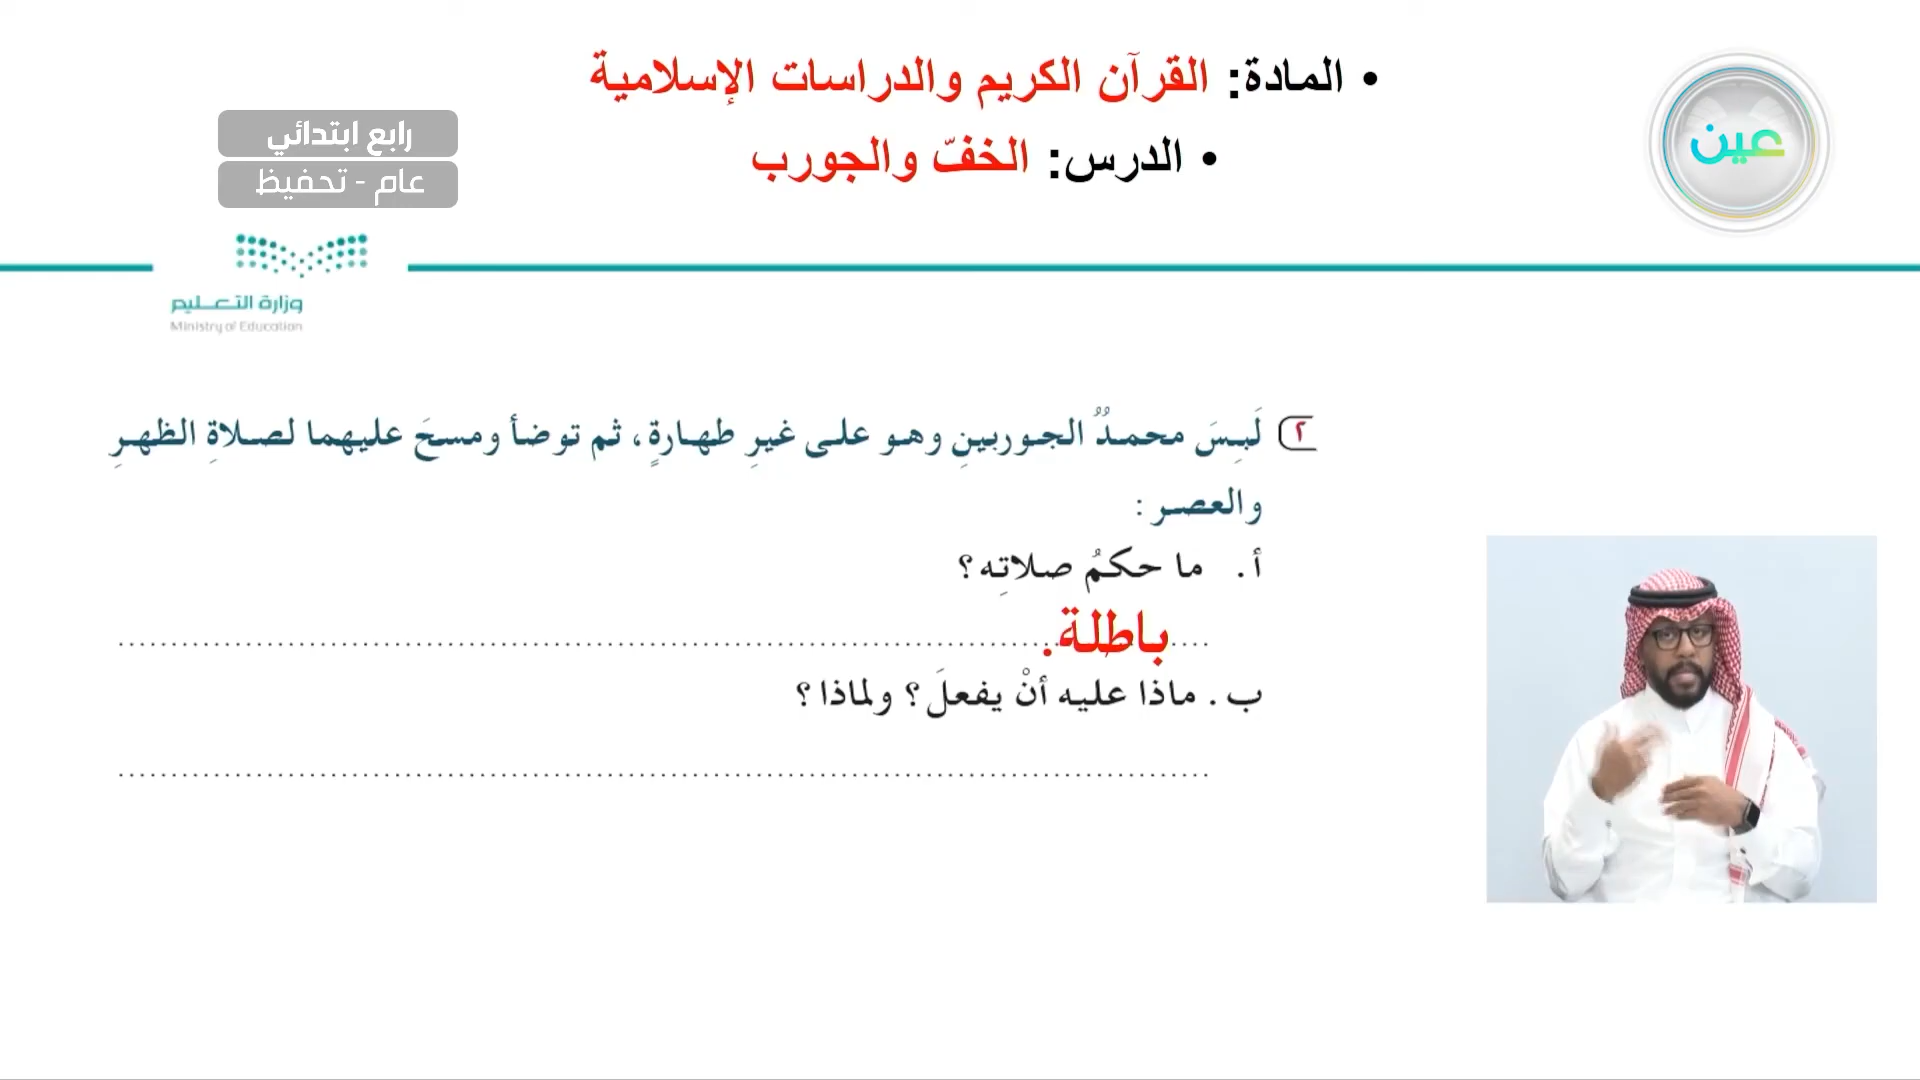 • المادة: القرآن الكريم والدراسات الإسلامية
• الدرس: الخفّ والجورب
عين
رابع ابتدائي
عام - تحفيظ
وزارة التعليم
Ministry of Education
٢ لَبِسَ محمدُ الجوربينِ وهو على غيرِ طهارةٍ، ثم توضأ ومسحَ عليهما لصلاةِ الظهرِ
والعصر :
أ. ما حكمُ صلاتِه؟
باطلة.
ب. ماذا عليه أنْ يفعلَ؟ ولماذا؟